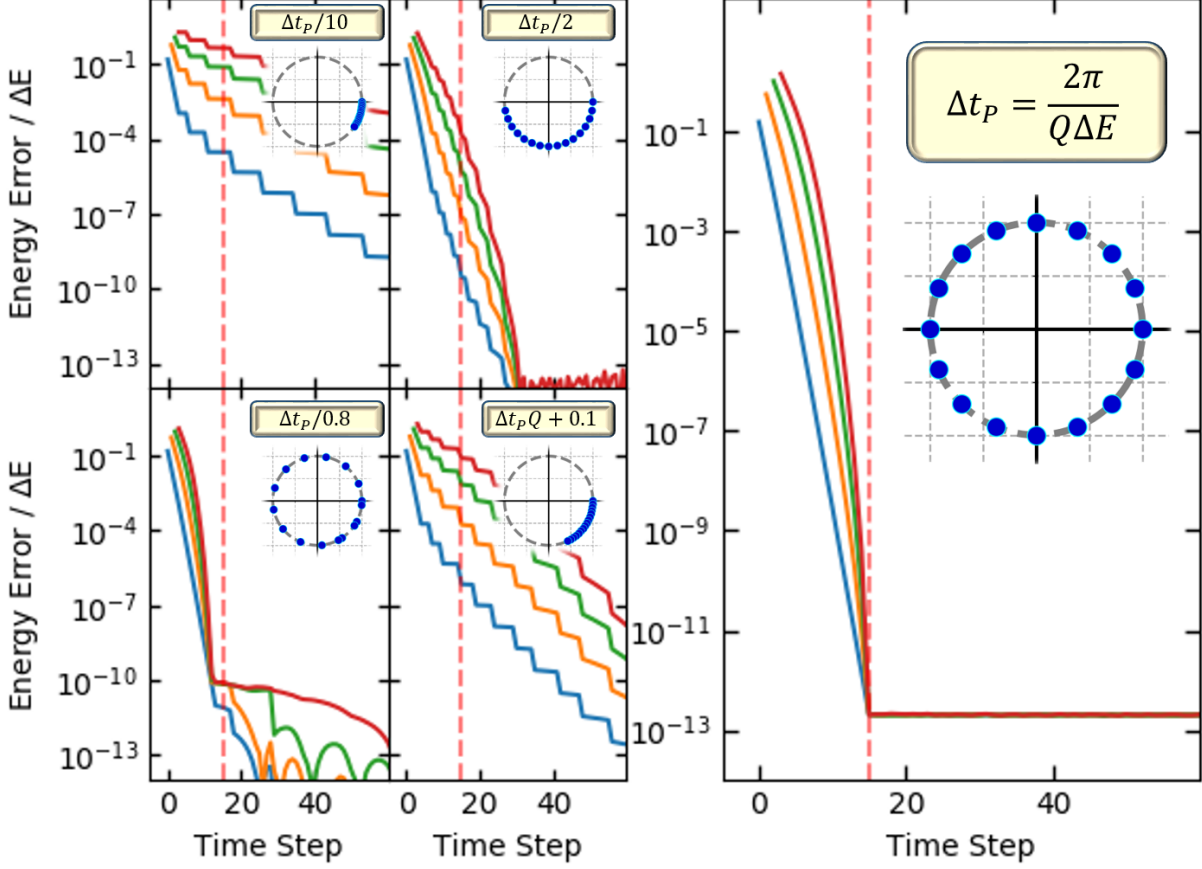 Δt_P/10
Δt_P/2
Energy Error / ΔE
10⁻¹
10⁻⁴
10⁻⁷
10⁻¹⁰
10⁻¹³
Δt_P/0.8
Δt_PQ + 0.1
Energy Error / ΔE
10⁻¹
10⁻⁴
10⁻⁷
10⁻¹⁰
10⁻¹³
0 20 40
Time Step
0 20 40
Time Step
Δt_P = 2π / QΔE
10⁻¹
10⁻³
10⁻⁵
10⁻⁷
10⁻⁹
10⁻¹¹
10⁻¹³
0 20 40
Time Step